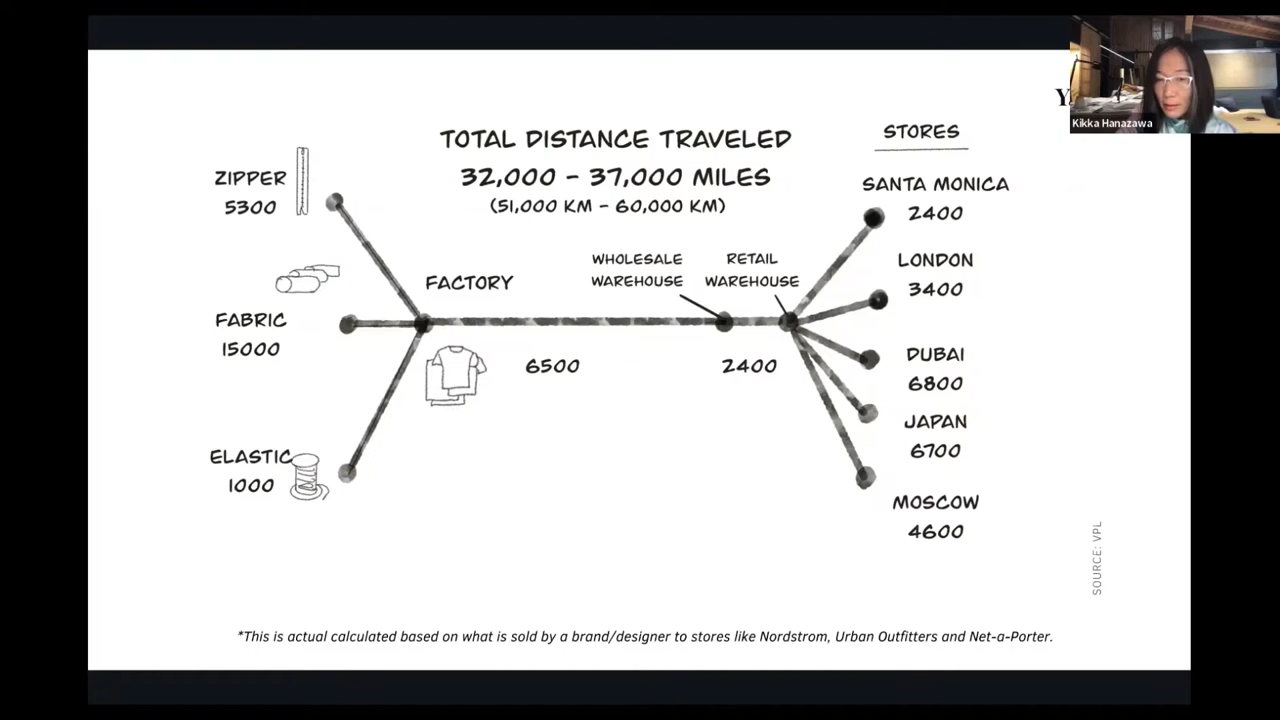 Y
Kikka Hanazawa
TOTAL DISTANCE TRAVELED
32,000 - 37,000 MILES
(51,000 KM - 60,000 KM)
ZIPPER
5300
FABRIC
15000
ELASTIC
1000
FACTORY
6500
WHOLESALE
WAREHOUSE
RETAIL
WAREHOUSE
2400
STORES
SANTA MONICA
2400
LONDON
3400
DUBAI
6800
JAPAN
6700
MOSCOW
4600
SOURCE: VPL
*This is actual calculated based on what is sold by a brand/designer to stores like Nordstrom, Urban Outfitters and Net-a-Porter.